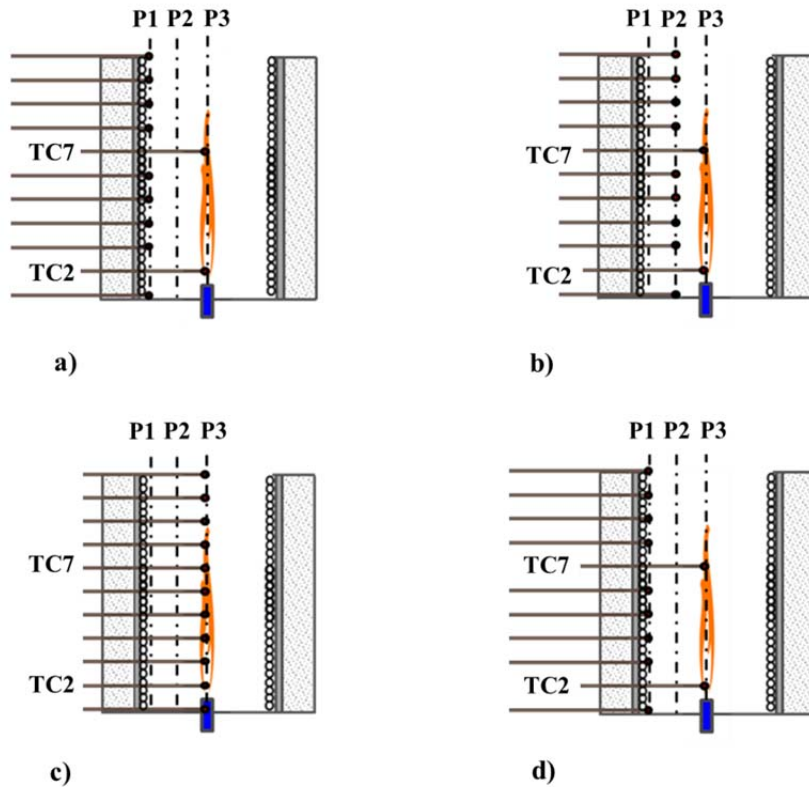 P1 P2 P3
TC7
TC2
a)
P1 P2 P3
TC7
TC2
b)
P1 P2 P3
TC7
TC2
c)
P1 P2 P3
TC7
TC2
d)